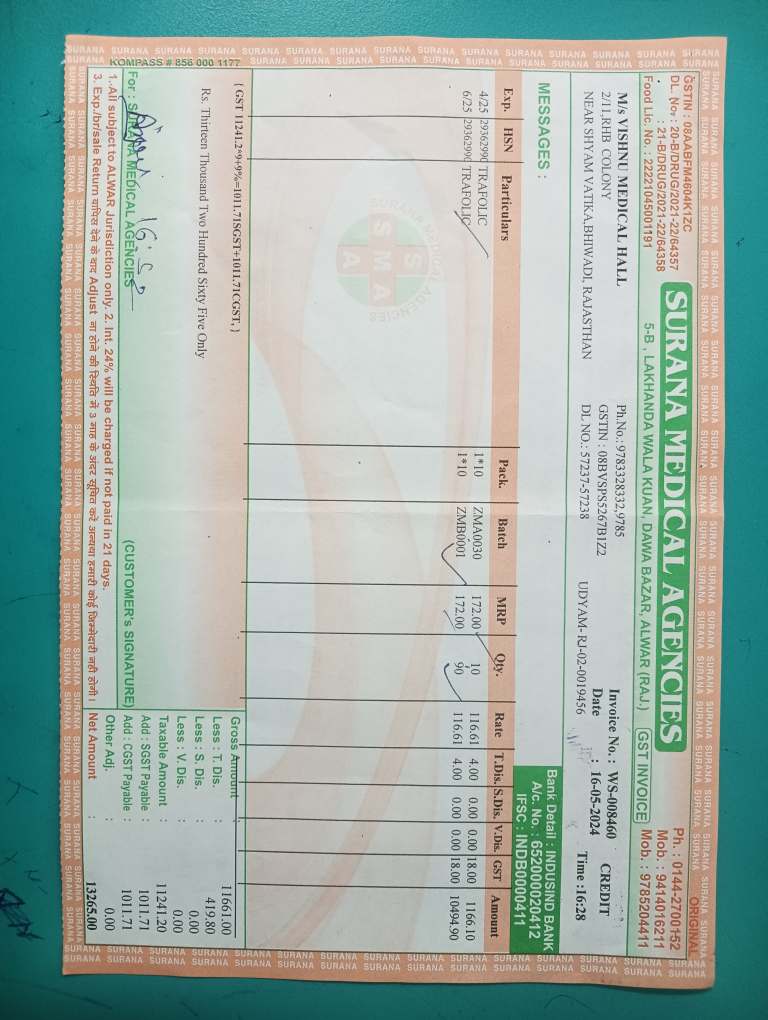 ORIGINAL
GSTIN : 08AABFM4604K1ZC
DL. Nov : 20-B/DRUG/2021-22/64357
: 21-B/DRUG/2021-22/64358
Food Lic. No. : 22221045001191
SURANA MEDICAL AGENCIES
5-B , LAKHANDA WALA KUAN, DAWA BAZAR, ALWAR (RAJ.)
GST INVOICE
Ph. : 0144-2700152
Mob. : 9414016211
Mob. : 9785204411
M/s VISHNU MEDICAL HALL
2/11,RHB COLONY
NEAR SHYAM VATIKA,BHIWADI, RAJASTHAN
Ph.No.: 9783328332,9785
GSTIN : 08BVSPS5267B1Z2
DL NO.: 57237-57238
UDYAM- RJ-02-0019456
Invoice No. : WS-008460 CREDIT
Date : 16-05-2024 Time :16:28
MESSAGES :
Bank Detail : INDUSIND BANK
A/c. No. : 652000020412
IFSC : INDB0000411
Exp. HSN Particulars Pack. Batch MRP Qty. Rate T.Dis. S.Dis. V.Dis. GST Amount
4/25 29362990 TRAFOLIC 1*10 ZMA0030 172.00 10 116.61 4.00 0.00 0.00 18.00 1166.10
6/25 29362990 TRAFOLIC 1*10 ZMB0001 172.00 90 116.61 4.00 0.00 0.00 18.00 10494.90
SURANA MEDICAL AGENCIES
S
S M A
A
{ GST 11241.2*9+9%=1011.71SGST+1011.71CGST, }
Rs. Thirteen Thousand Two Hundred Sixty Five Only
Gross Amount : 11661.00
Less : T. Dis. : 419.80
Less : S. Dis. : 0.00
Less : V. Dis. : 0.00
Taxable Amount : 11241.20
Add : SGST Payable : 1011.71
Add : CGST Payable : 1011.71
Other Adj. : 0.00
Net Amount : 13265.00
For : SURANA MEDICAL AGENCIES
(CUSTOMER's SIGNATURE)
1. All subject to ALWAR Jurisdiction only. 2. Int. 24% will be charged if not paid in 21 days.
3. Exp./br/sale Return वापिस देने के बाद Adjust ना होने की स्थिति में 3 माह के अंदर सूचित करें अन्यथा हमारी कोई जिम्मेदारी नही होगी।
KOMPASS # 856 000 1177